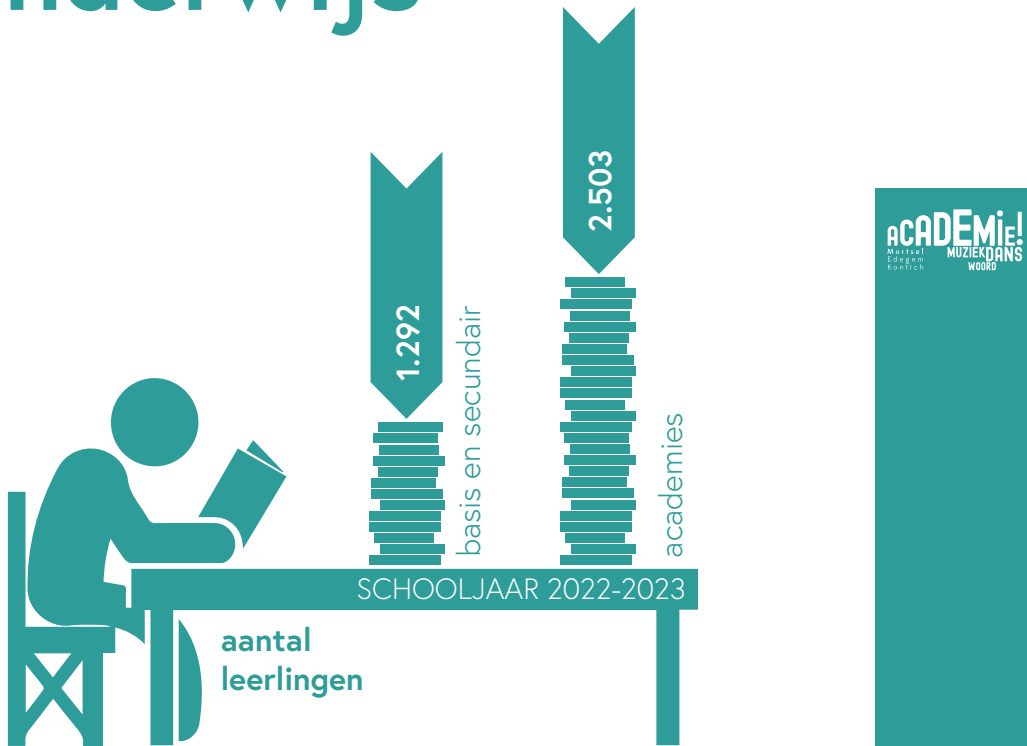 nderwijs
2.503
1.292
basis en secundair
academies
SCHOOLJAAR 2022-2023
aantal
leerlingen
ACADEMiE!
Mortsel
Edegem
Kontich
MUZIEK
DANS
WOORD